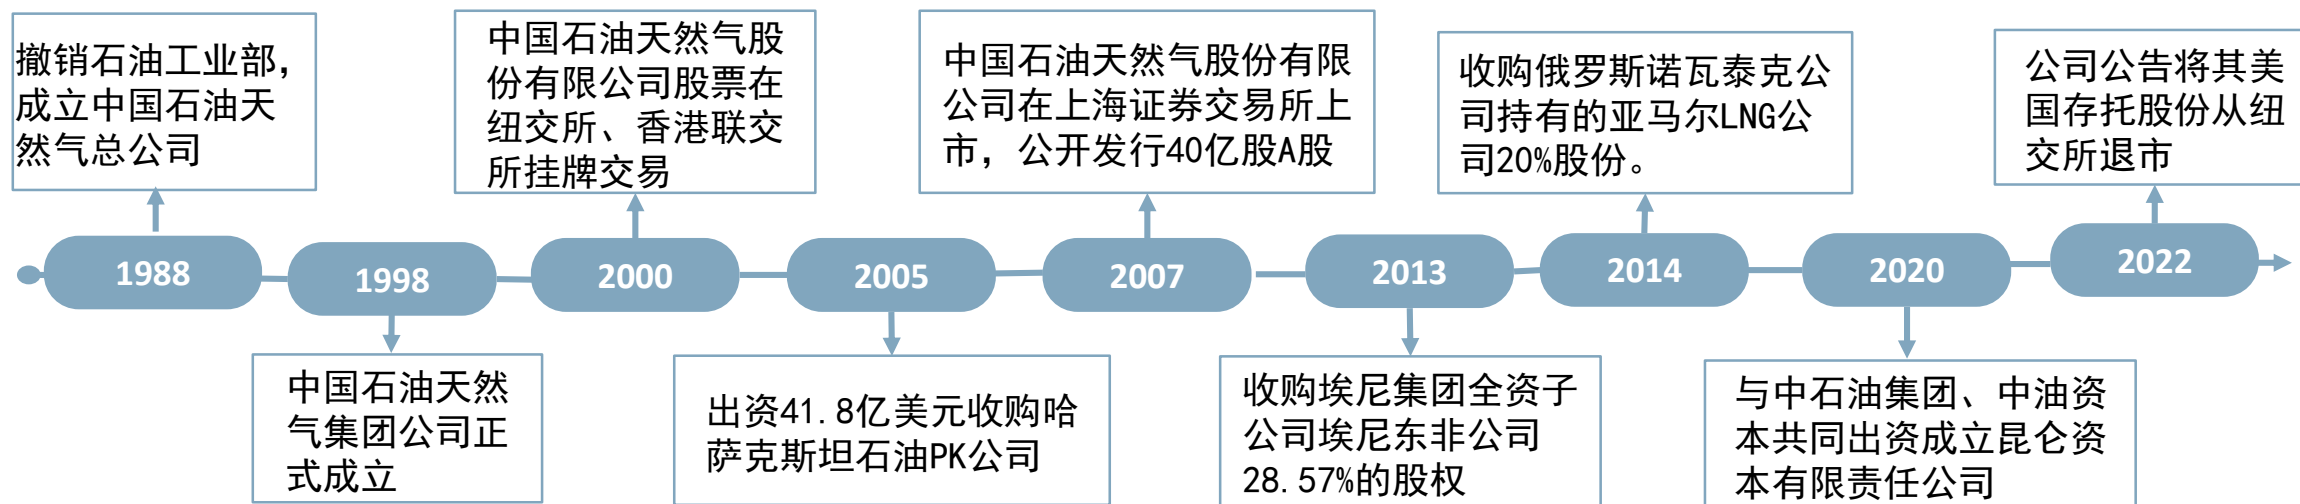 撤销石油工业部，
成立中国石油天
然气总公司
中国石油天然气股
份有限公司股票在
纽交所、香港联交
所挂牌交易
中国石油天然气股份有限
公司在上海证券交易所上
市，公开发行40亿股A股
收购俄罗斯诺瓦泰克公
司持有的亚马尔LNG公
司20%股份。
公司公告将其美
国存托股份从纽
交所退市
1988
1998
2000
2005
2007
2013
2014
2020
2022
中国石油天然
气集团公司正
式成立
出资41.8亿美元收购哈
萨克斯坦石油PK公司
收购埃尼集团全资子
公司埃尼东非公司
28.57%的股权
与中石油集团、中油资
本共同出资成立昆仑资
本有限责任公司